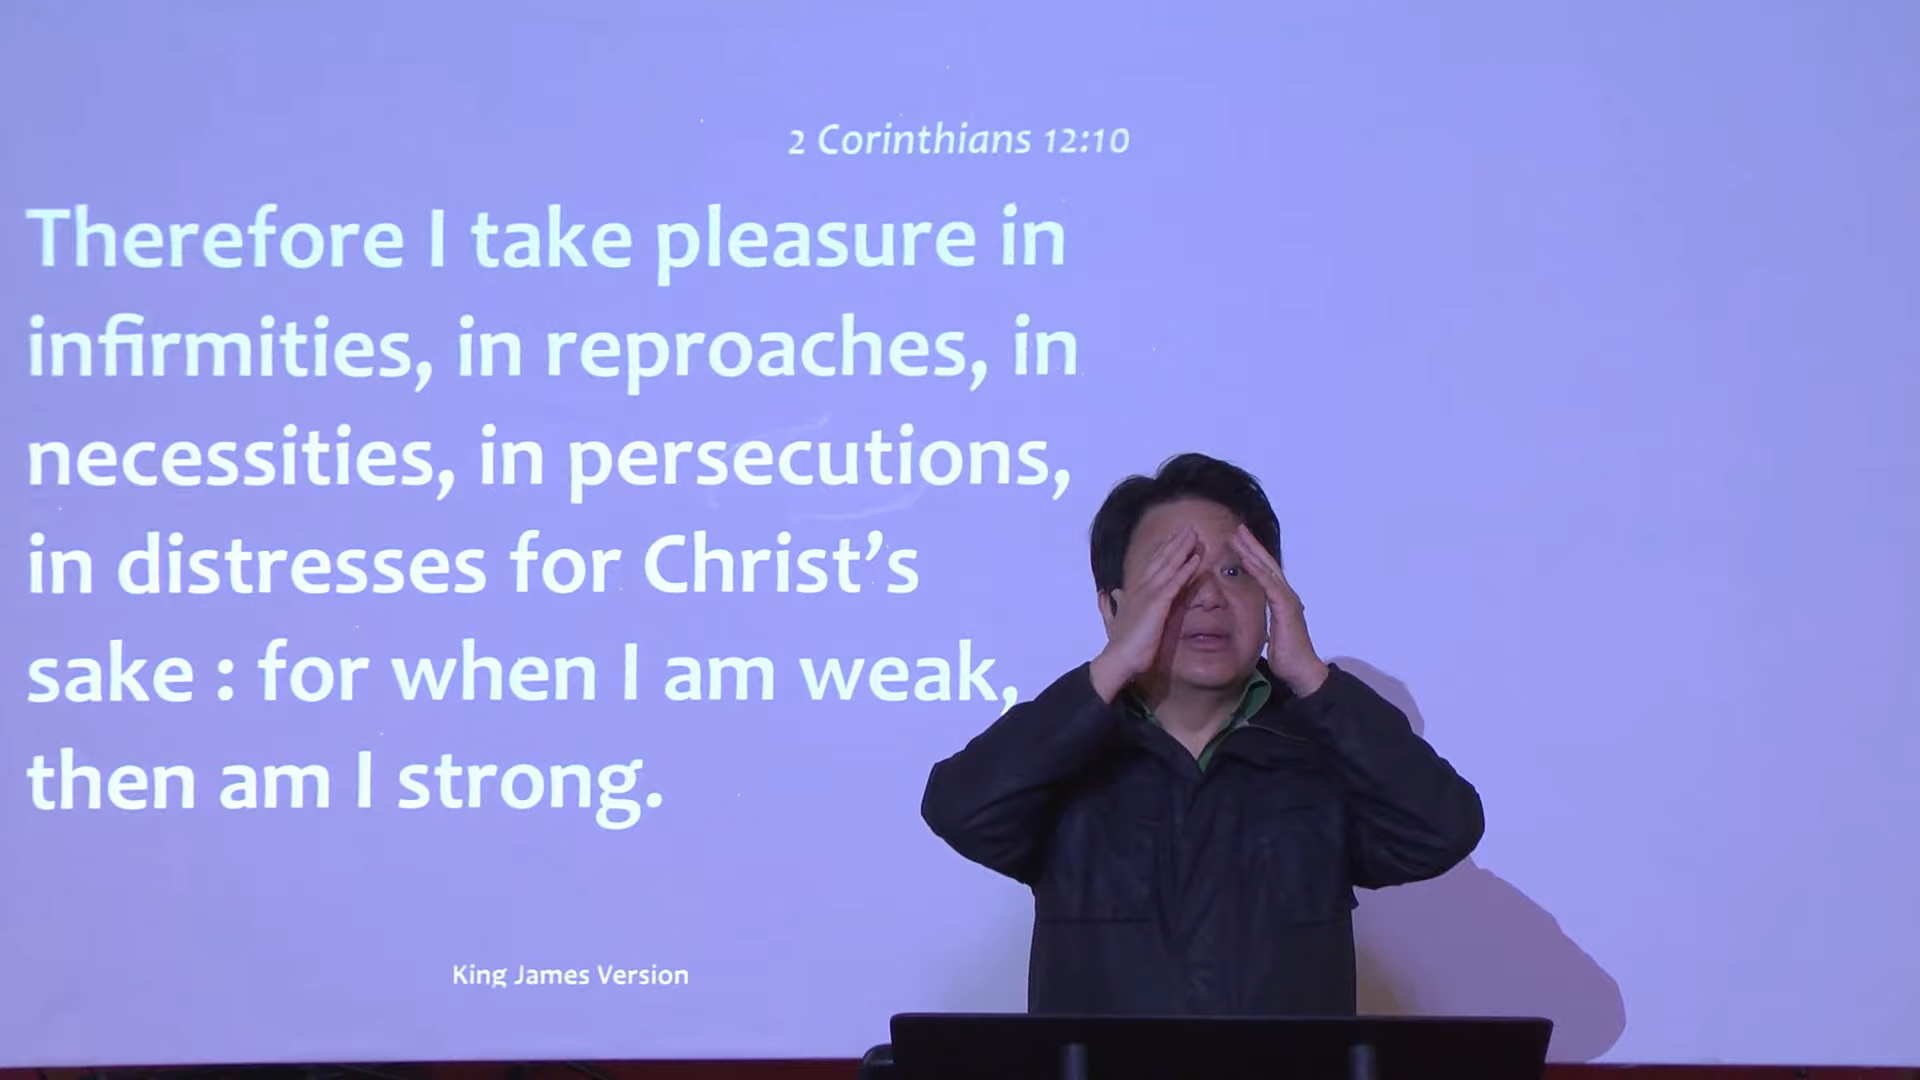 2 Corinthians 12:10
Therefore I take pleasure in
infirmities, in reproaches, in
necessities, in persecutions,
in distresses for Christ’s
sake : for when I am weak,
then am I strong.
King James Version